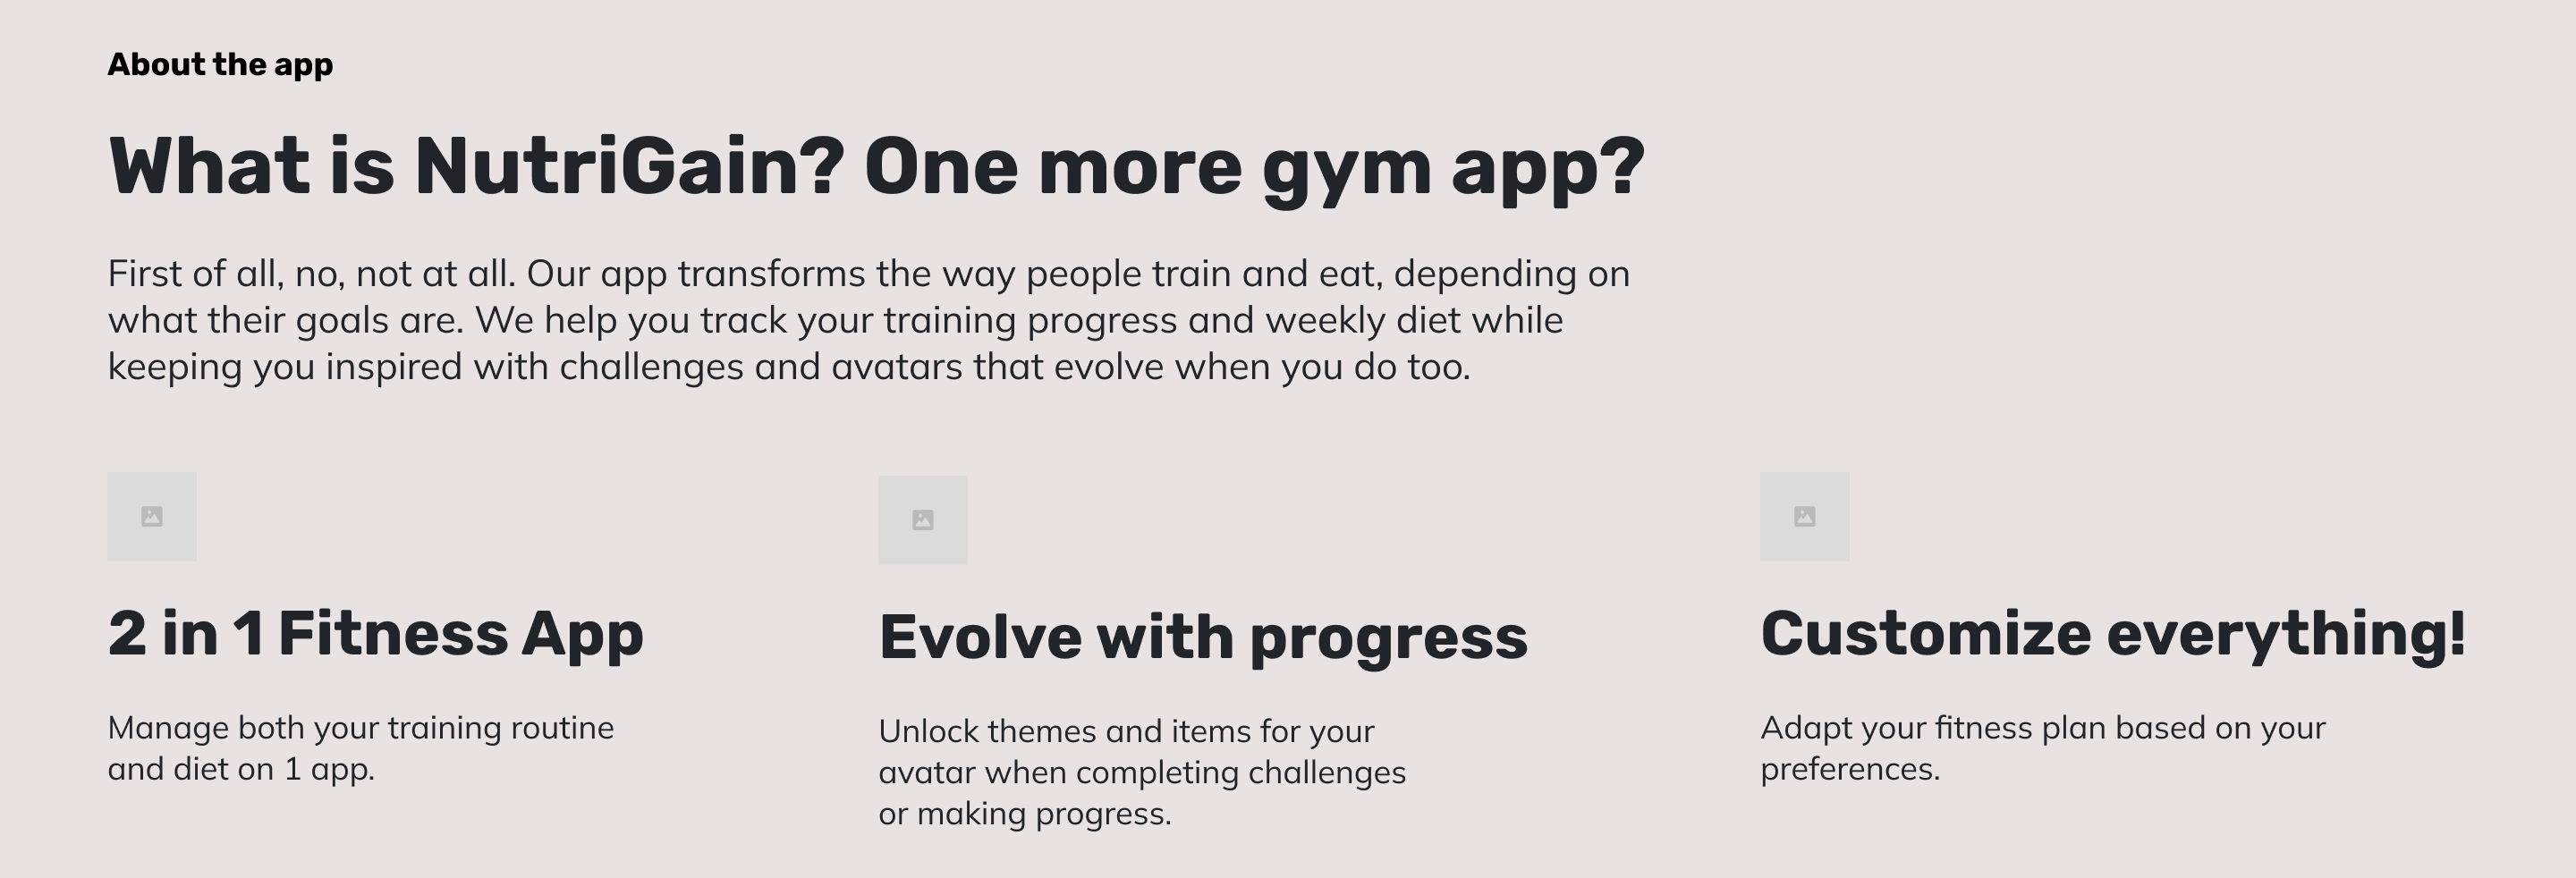 About the app
What is NutriGain? One more gym app?
First of all, no, not at all. Our app transforms the way people train and eat, depending on
what their goals are. We help you track your training progress and weekly diet while
keeping you inspired with challenges and avatars that evolve when you do too.
2 in 1 Fitness App
Manage both your training routine
and diet on 1 app.
Evolve with progress
Unlock themes and items for your
avatar when completing challenges
or making progress.
Customize everything!
Adapt your fitness plan based on your
preferences.